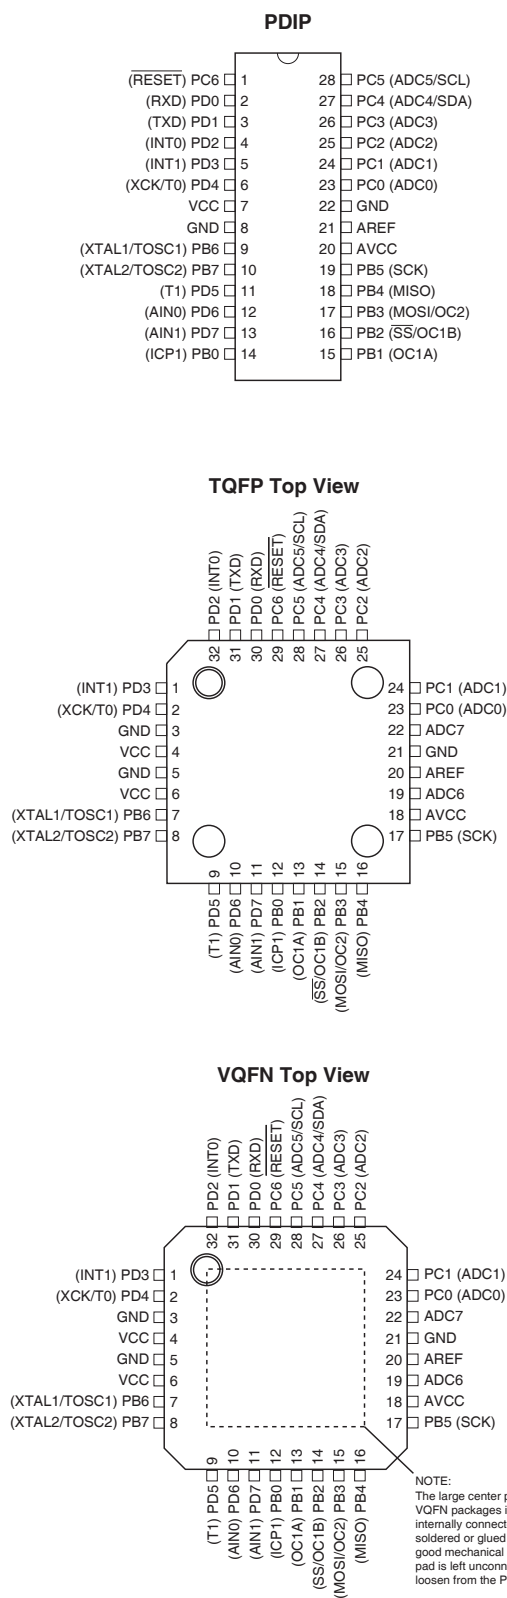 PDIP
(RESET) PC6 1 28 PC5 (ADC5/SCL)
(RXD) PD0 2 27 PC4 (ADC4/SDA)
(TXD) PD1 3 26 PC3 (ADC3)
(INT0) PD2 4 25 PC2 (ADC2)
(INT1) PD3 5 24 PC1 (ADC1)
(XCK/T0) PD4 6 23 PC0 (ADC0)
VCC 7 22 GND
GND 8 21 AREF
(XTAL1/TOSC1) PB6 9 20 AVCC
(XTAL2/TOSC2) PB7 10 19 PB5 (SCK)
(T1) PD5 11 18 PB4 (MISO)
(AIN0) PD6 12 17 PB3 (MOSI/OC2)
(AIN1) PD7 13 16 PB2 (SS/OC1B)
(ICP1) PB0 14 15 PB1 (OC1A)
TQFP Top View
32 PD2 (INT0)
31 PD1 (TXD)
30 PD0 (RXD)
29 PC6 (RESET)
28 PC5 (ADC5/SCL)
27 PC4 (ADC4/SDA)
26 PC3 (ADC3)
25 PC2 (ADC2)
(INT1) PD3 1 24 PC1 (ADC1)
(XCK/T0) PD4 2 23 PC0 (ADC0)
GND 3 22 ADC7
VCC 4 21 GND
GND 5 20 AREF
VCC 6 19 ADC6
(XTAL1/TOSC1) PB6 7 18 AVCC
(XTAL2/TOSC2) PB7 8 17 PB5 (SCK)
(T1) PD5 9
(AIN0) PD6 10
(AIN1) PD7 11
(ICP1) PB0 12
(OC1A) PB1 13
(SS/OC1B) PB2 14
(MOSI/OC2) PB3 15
(MISO) PB4 16
VQFN Top View
32 PD2 (INT0)
31 PD1 (TXD)
30 PD0 (RXD)
29 PC6 (RESET)
28 PC5 (ADC5/SCL)
27 PC4 (ADC4/SDA)
26 PC3 (ADC3)
25 PC2 (ADC2)
(INT1) PD3 1 24 PC1 (ADC1)
(XCK/T0) PD4 2 23 PC0 (ADC0)
GND 3 22 ADC7
VCC 4 21 GND
GND 5 20 AREF
VCC 6 19 ADC6
(XTAL1/TOSC1) PB6 7 18 AVCC
(XTAL2/TOSC2) PB7 8 17 PB5 (SCK)
(T1) PD5 9
(AIN0) PD6 10
(AIN1) PD7 11
(ICP1) PB0 12
(OC1A) PB1 13
(SS/OC1B) PB2 14
(MOSI/OC2) PB3 15
(MISO) PB4 16
NOTE:
The large center
VQFN packages
internally connect
soldered or glued
good mechanical
pad is left unconn
loosen from the P